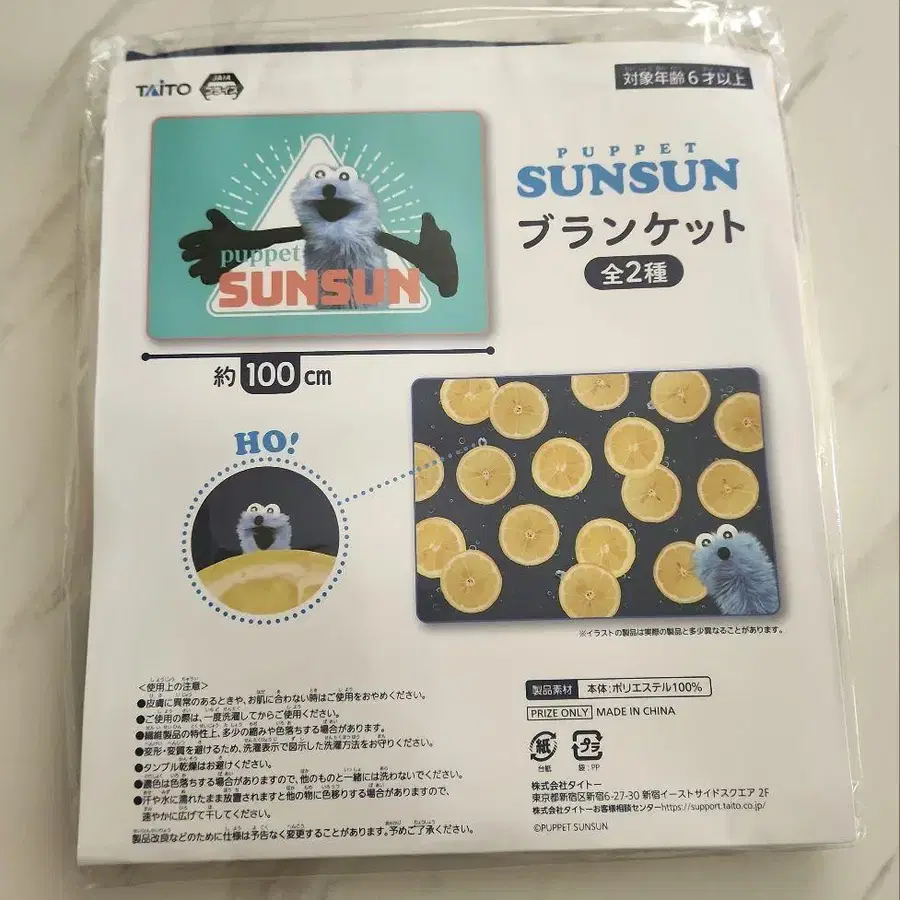 TAITO
JAIA
プライズ
対象年齢6才以上
puppet
SUNSUN
PUPPET
SUNSUN
ブランケット
全2種
約100cm
HO!
※イラストの製品は実際の製品と多少異なることがあります。
<使用上の注意>
●皮膚に異常のあるときや、お肌に合わない時はご使用をおやめください。
●ご使用の際は、一度洗濯してからご使用ください。
●繊維製品の特性上、多少の縮みや色落ちする場合があります。
●変形・変質を避けるため、洗濯表示で図示した洗濯方法をお守りください。
●タンブル乾燥はお避けください。
●濃色は色落ちする場合がありますので、他のものと一緒には洗わないでください。
●汗や水に濡れたまま放置されますと他の物に色移りする場合がありますので、
速やかに広げて干してください。
製品改良などのために仕様は予告なく変更することがあります。予めご了承ください。
製品素材 本体:ポリエステル100%
PRIZE ONLY MADE IN CHINA
紙 プラ
台紙 袋:PP
株式会社タイトー
東京都新宿区新宿6-27-30 新宿イーストサイドスクエア 2F
株式会社タイトーお客様相談センターhttps://support.taito.co.jp/
©PUPPET SUNSUN